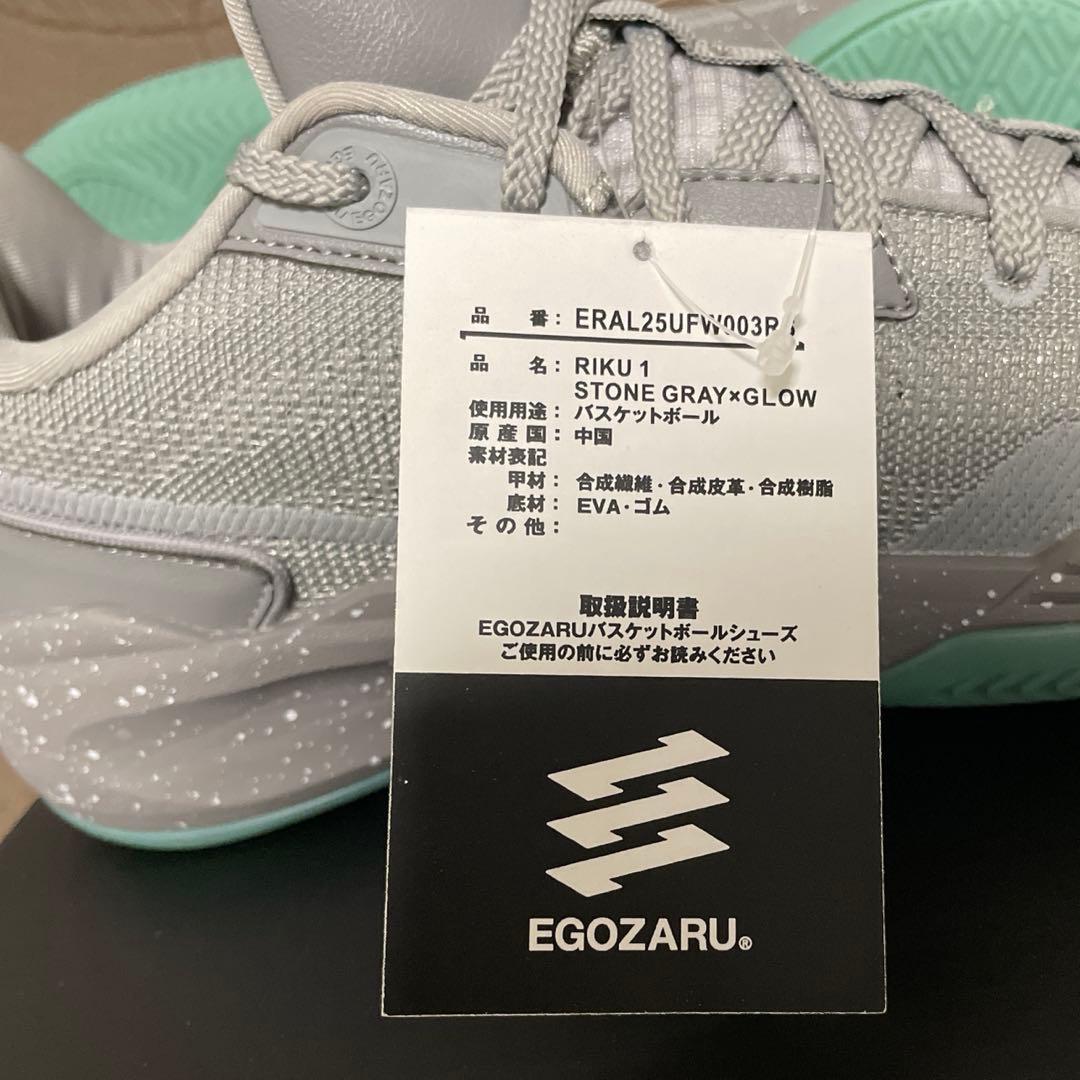 EGOZARU
品番： ERAL25UFW003R
品名： RIKU 1
STONE GRAY×GLOW
使用用途： バスケットボール
原産国： 中国
素材表記
甲材： 合成繊維・合成皮革・合成樹脂
底材： EVA・ゴム
その他：
取扱説明書
EGOZARUバスケットボールシューズ
ご使用の前に必ずお読みください
EGOZARU®